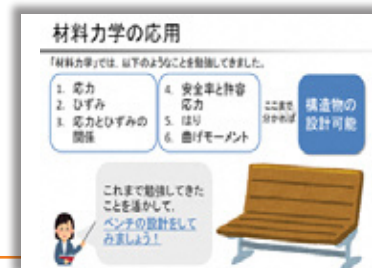 材料力学の応用
「材料力学」では、以下のようなことを勉強してきました。
1. 応力
2. ひずみ
3. 応力とひずみの
関係
4. 安全率と許容
応力
5. はり
6. 曲げモーメント
ここまで
分かれば
構造物の
設計可能
これまで勉強してきた
ことを活かして、
ベンチの設計をして
みましょう！